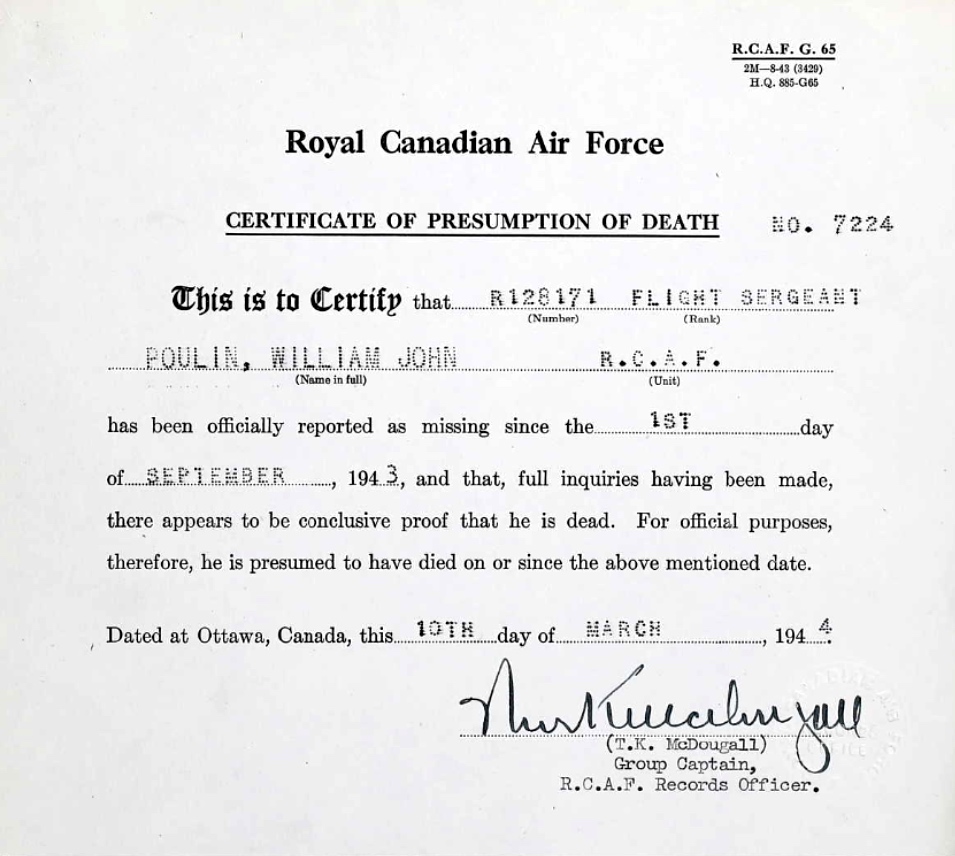 R.C.A.F. G. 65
2M—8-43 (3429)
H.Q. 885-G65
Royal Canadian Air Force
CERTIFICATE OF PRESUMPTION OF DEATH NO. 7224
This is to Certify that R128171 FLIGHT SERGEANT
(Number) (Rank)
POULIN, WILLIAM JOHN R.C.A.F.
(Name in full) (Unit)
has been officially reported as missing since the 1ST day
of SEPTEMBER, 1943, and that, full inquiries having been made,
there appears to be conclusive proof that he is dead. For official purposes,
therefore, he is presumed to have died on or since the above mentioned date.
Dated at Ottawa, Canada, this 10TH day of MARCH, 1944.
(T.K. McDougall)
Group Captain,
R.C.A.F. Records Officer.